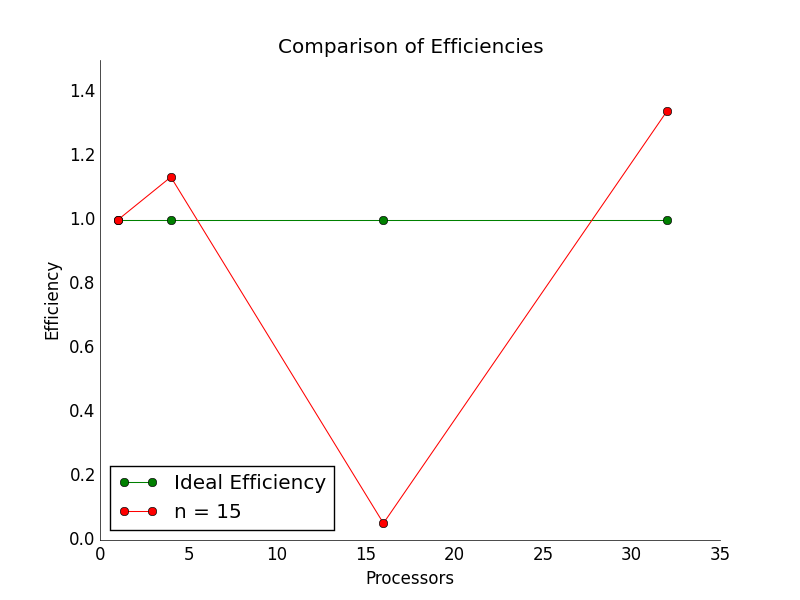 Comparison of Efficiencies
1.4
1.2
1.0
0.8
0.6
0.4
0.2
0.0
Efficiency
Ideal Efficiency
n = 15
0 5 10 15 20 25 30 35
Processors